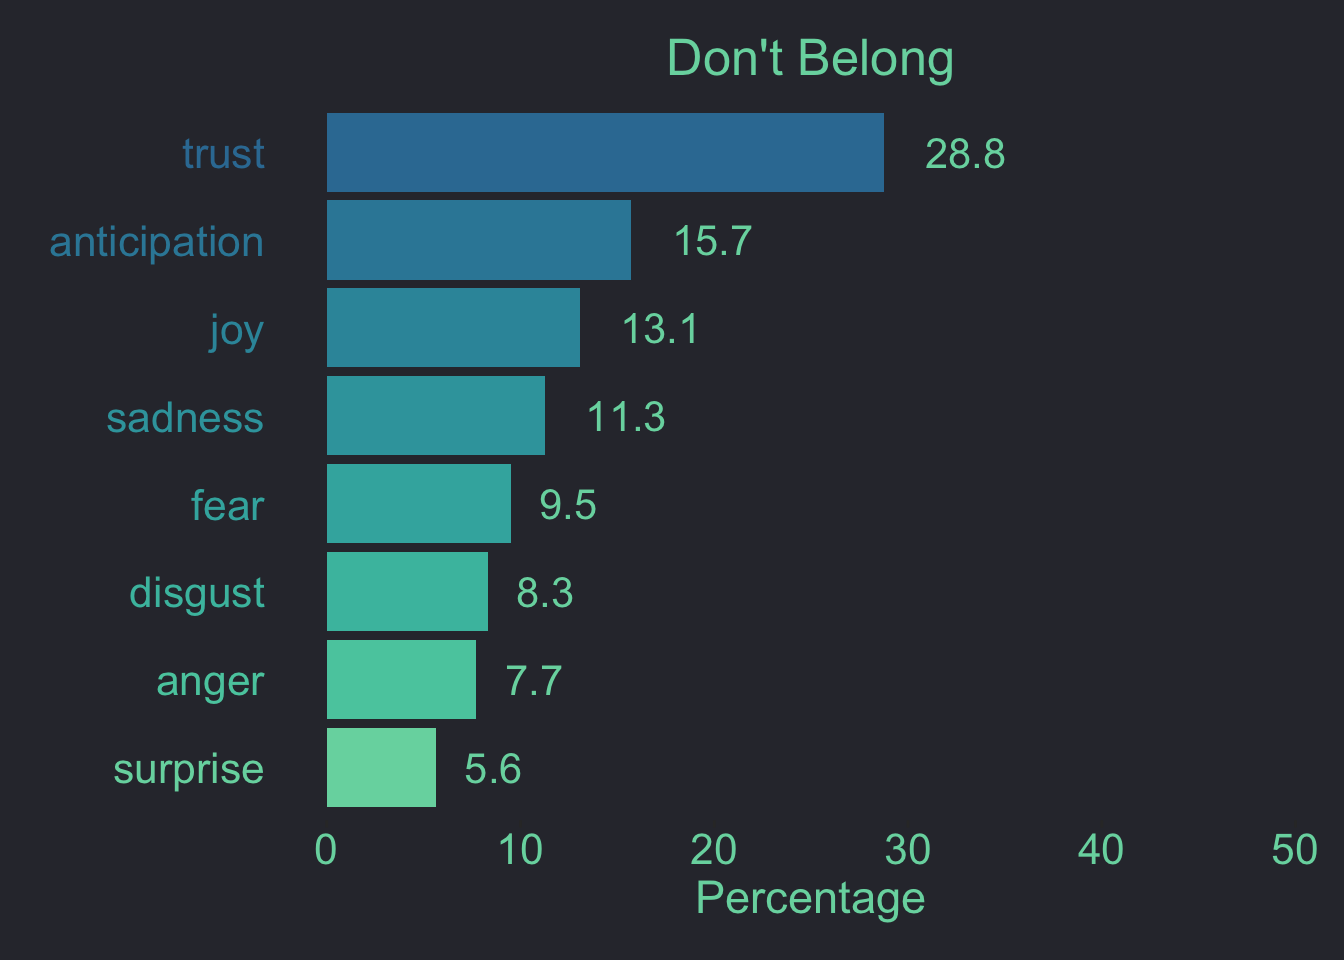 Don't Belong
trust 28.8
anticipation 15.7
joy 13.1
sadness 11.3
fear 9.5
disgust 8.3
anger 7.7
surprise 5.6
0 10 20 30 40 50
Percentage